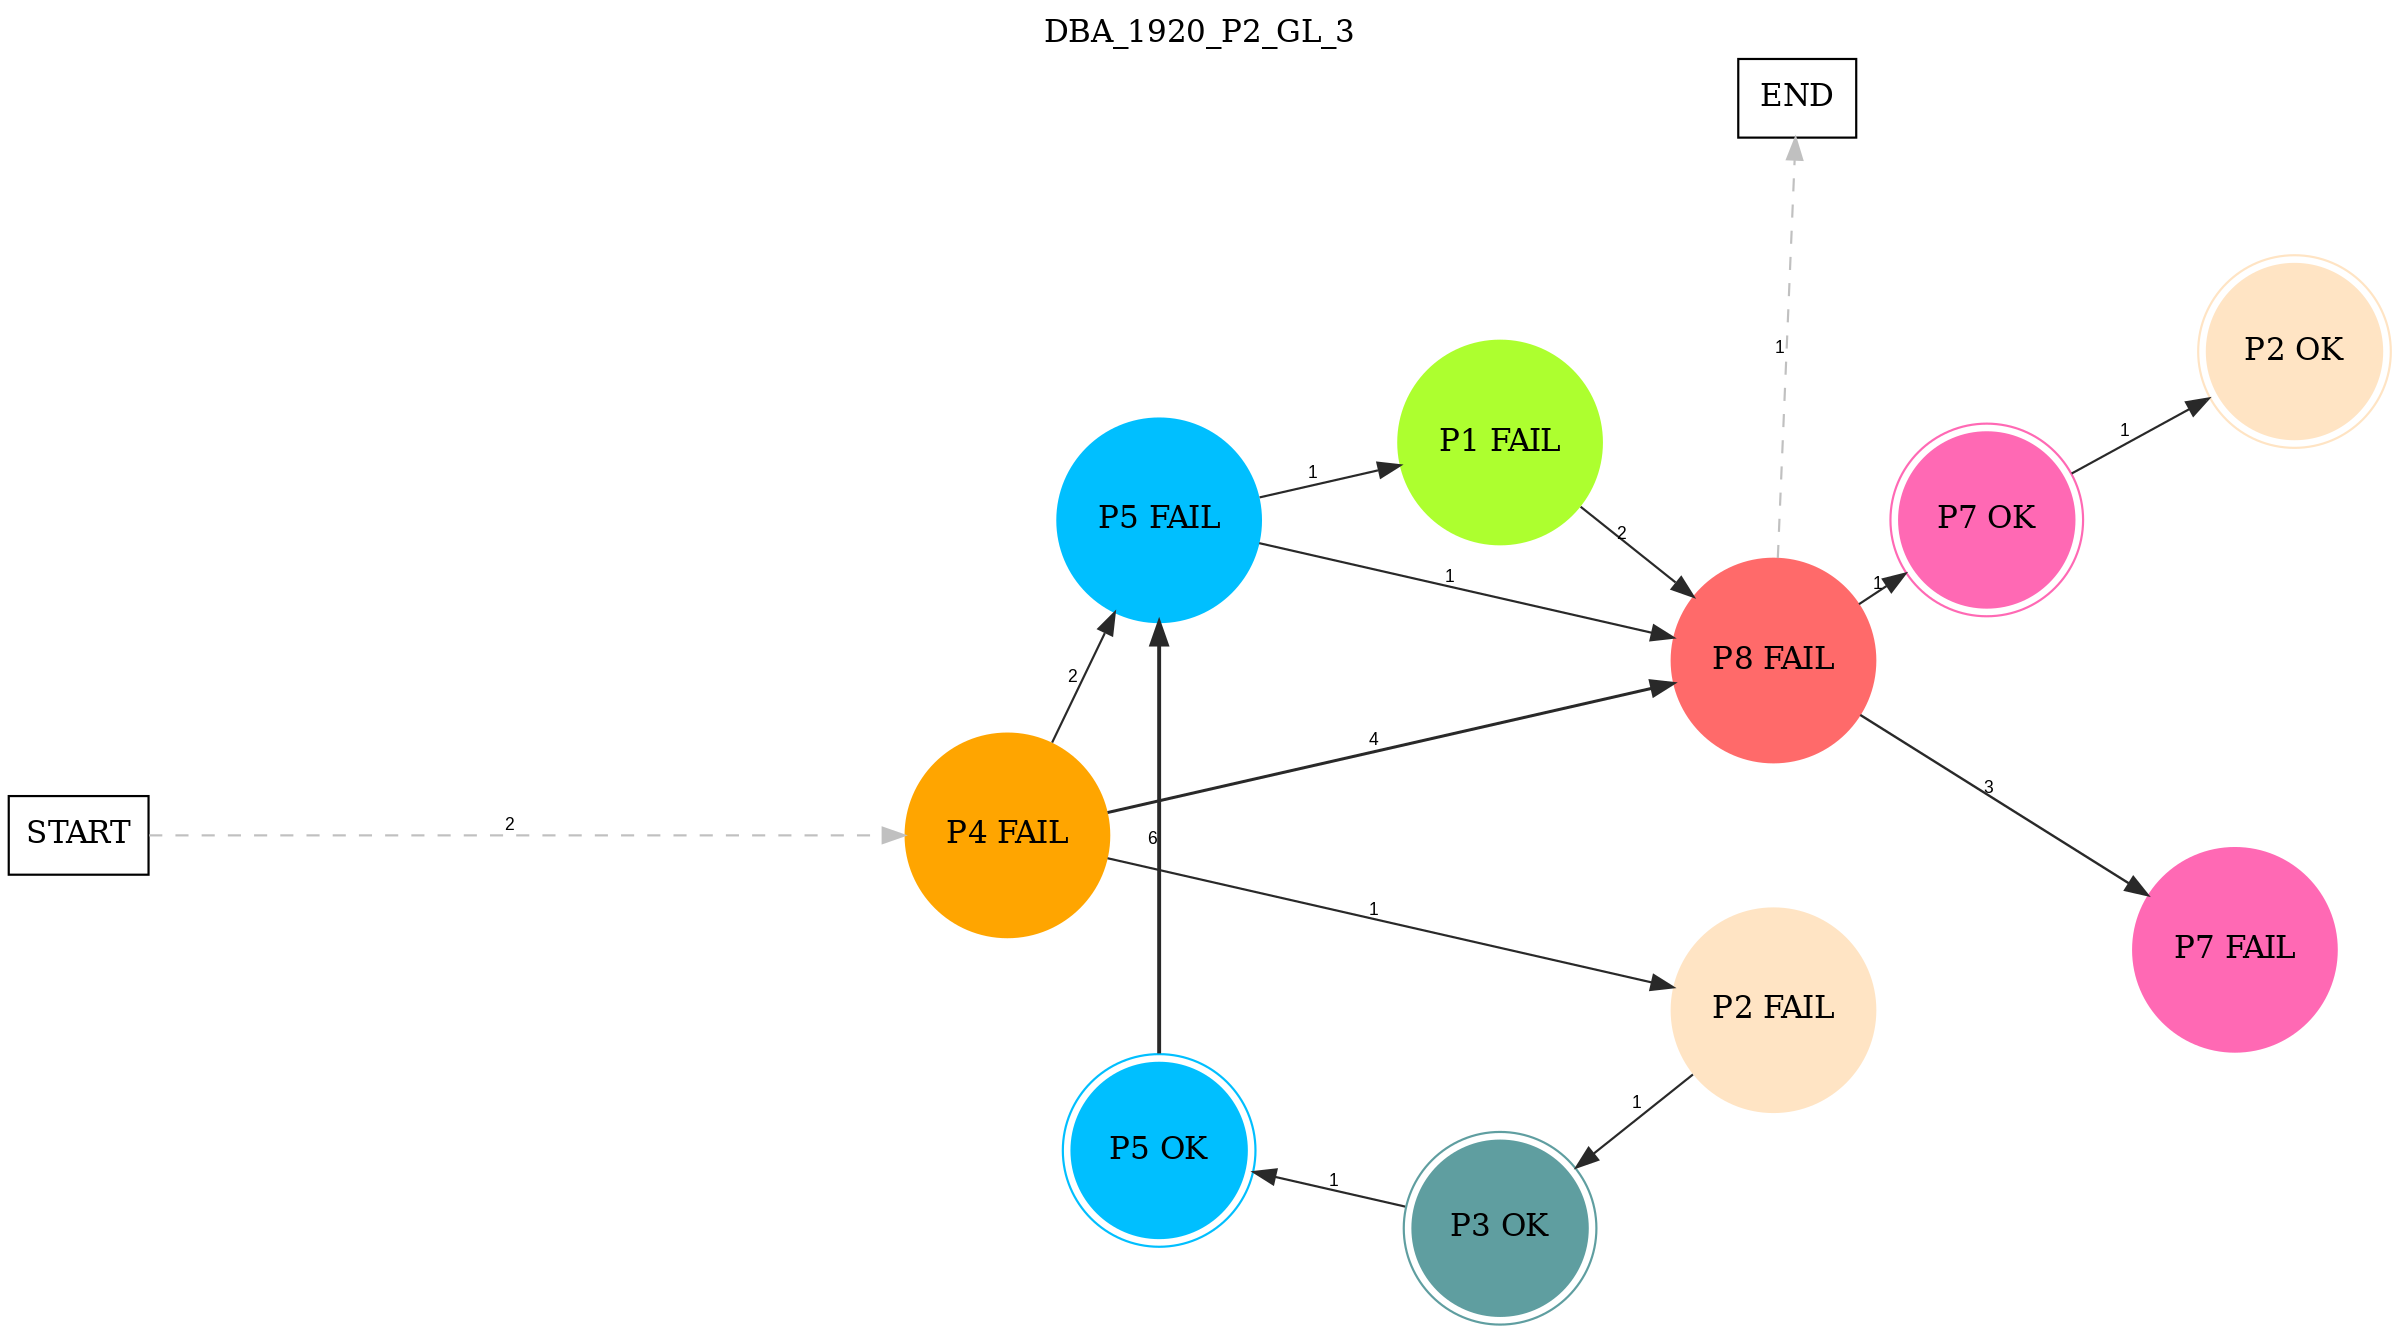 DBA_1920_P2_GL_3
END
1
P2 OK
1
P1 FAIL
1
P5 FAIL
P7 OK
2
1
1
P8 FAIL
2
4
3
START
2
P4 FAIL
6
1
P7 FAIL
P2 FAIL
1
P5 OK
1
P3 OK